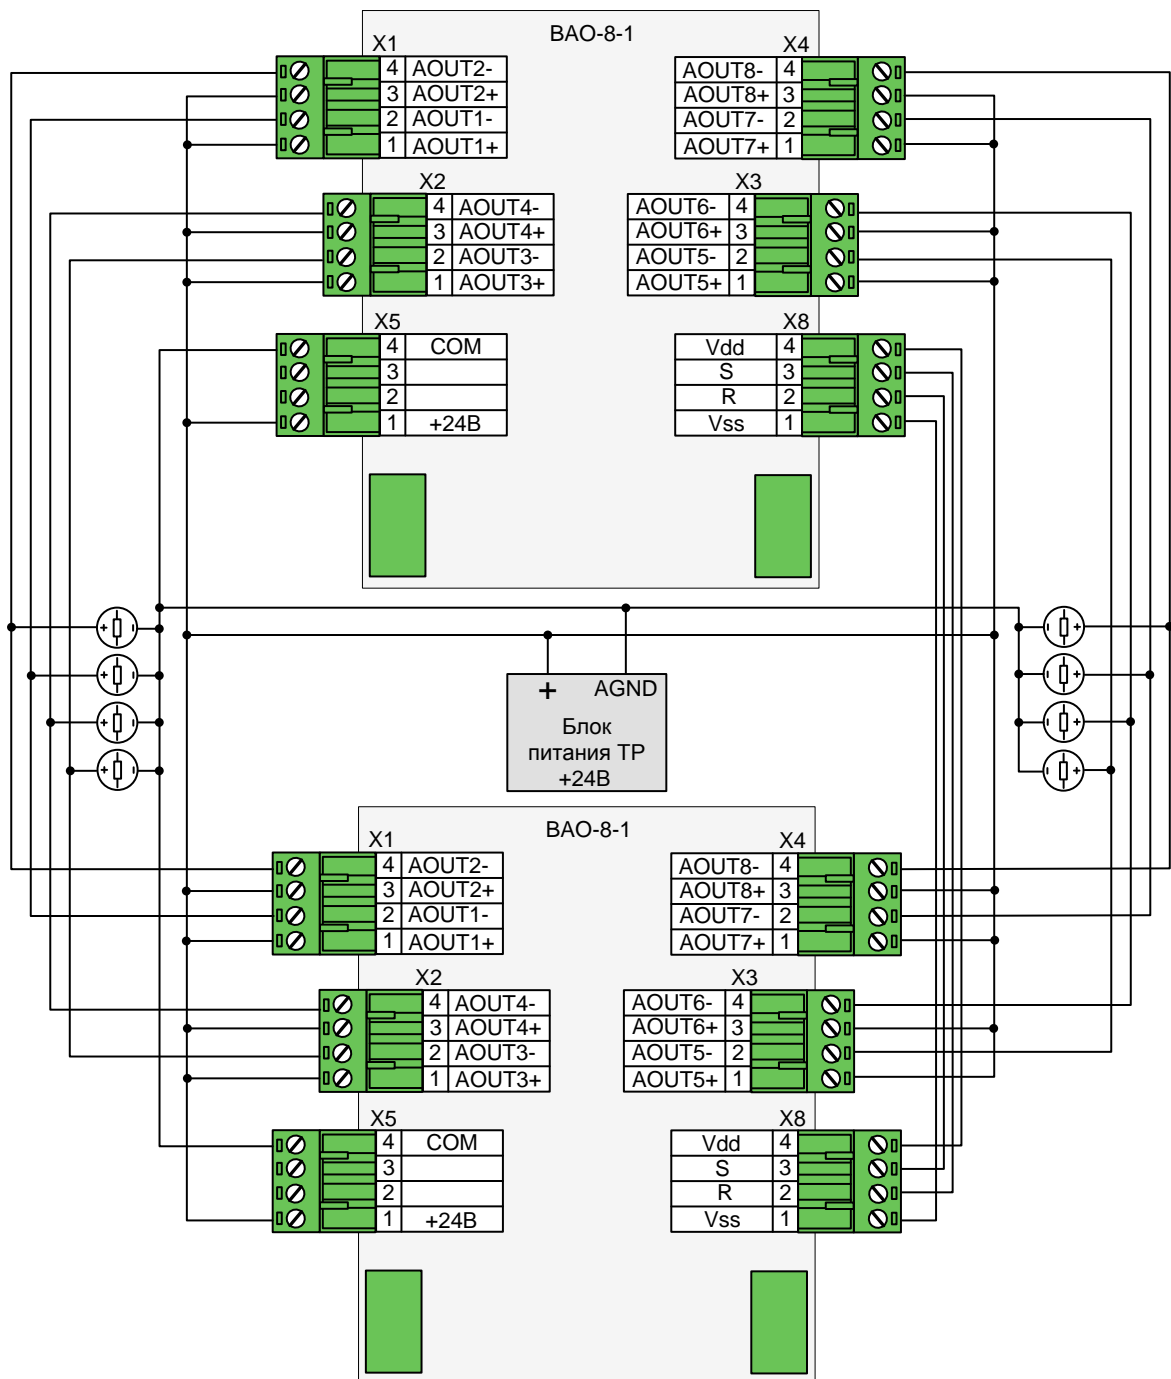 ВАО-8-1
X1
4 AOUT2-
3 AOUT2+
2 AOUT1-
1 AOUT1+
X4
AOUT8- 4
AOUT8+ 3
AOUT7- 2
AOUT7+ 1
X2
4 AOUT4-
3 AOUT4+
2 AOUT3-
1 AOUT3+
X3
AOUT6- 4
AOUT6+ 3
AOUT5- 2
AOUT5+ 1
X5
4 COM
3
2
1 +24В
X8
Vdd 4
S 3
R 2
Vss 1
+ AGND
Блок
питания ТР
+24В
ВАО-8-1
X1
4 AOUT2-
3 AOUT2+
2 AOUT1-
1 AOUT1+
X4
AOUT8- 4
AOUT8+ 3
AOUT7- 2
AOUT7+ 1
X2
4 AOUT4-
3 AOUT4+
2 AOUT3-
1 AOUT3+
X3
AOUT6- 4
AOUT6+ 3
AOUT5- 2
AOUT5+ 1
X5
4 COM
3
2
1 +24В
X8
Vdd 4
S 3
R 2
Vss 1